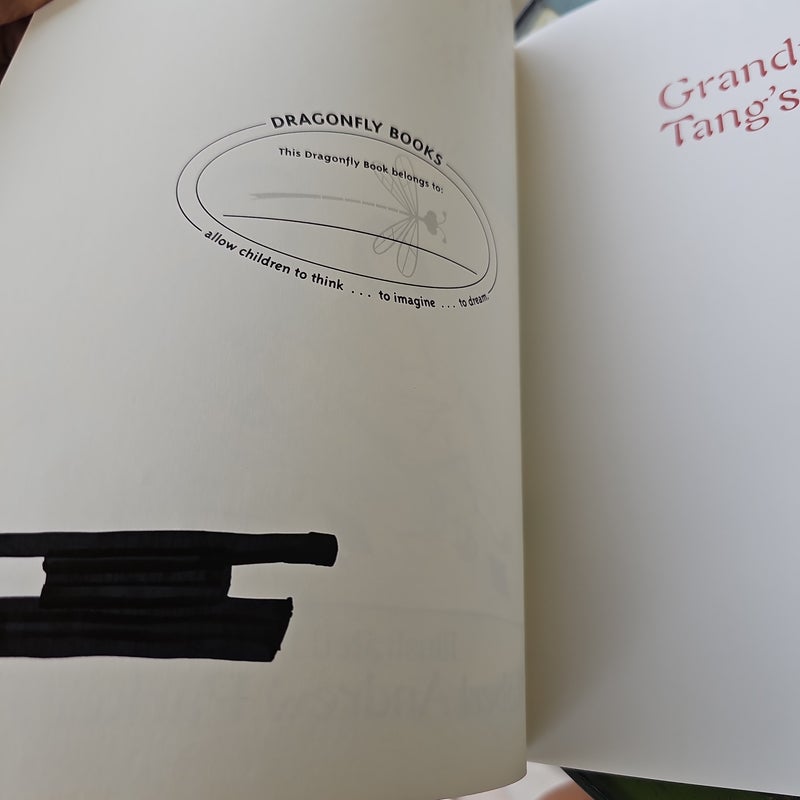 DRAGONFLY BOOKS
This Dragonfly Book belongs to:
allow children to think . . . to imagine . . . to dream.
Grand
Tang's